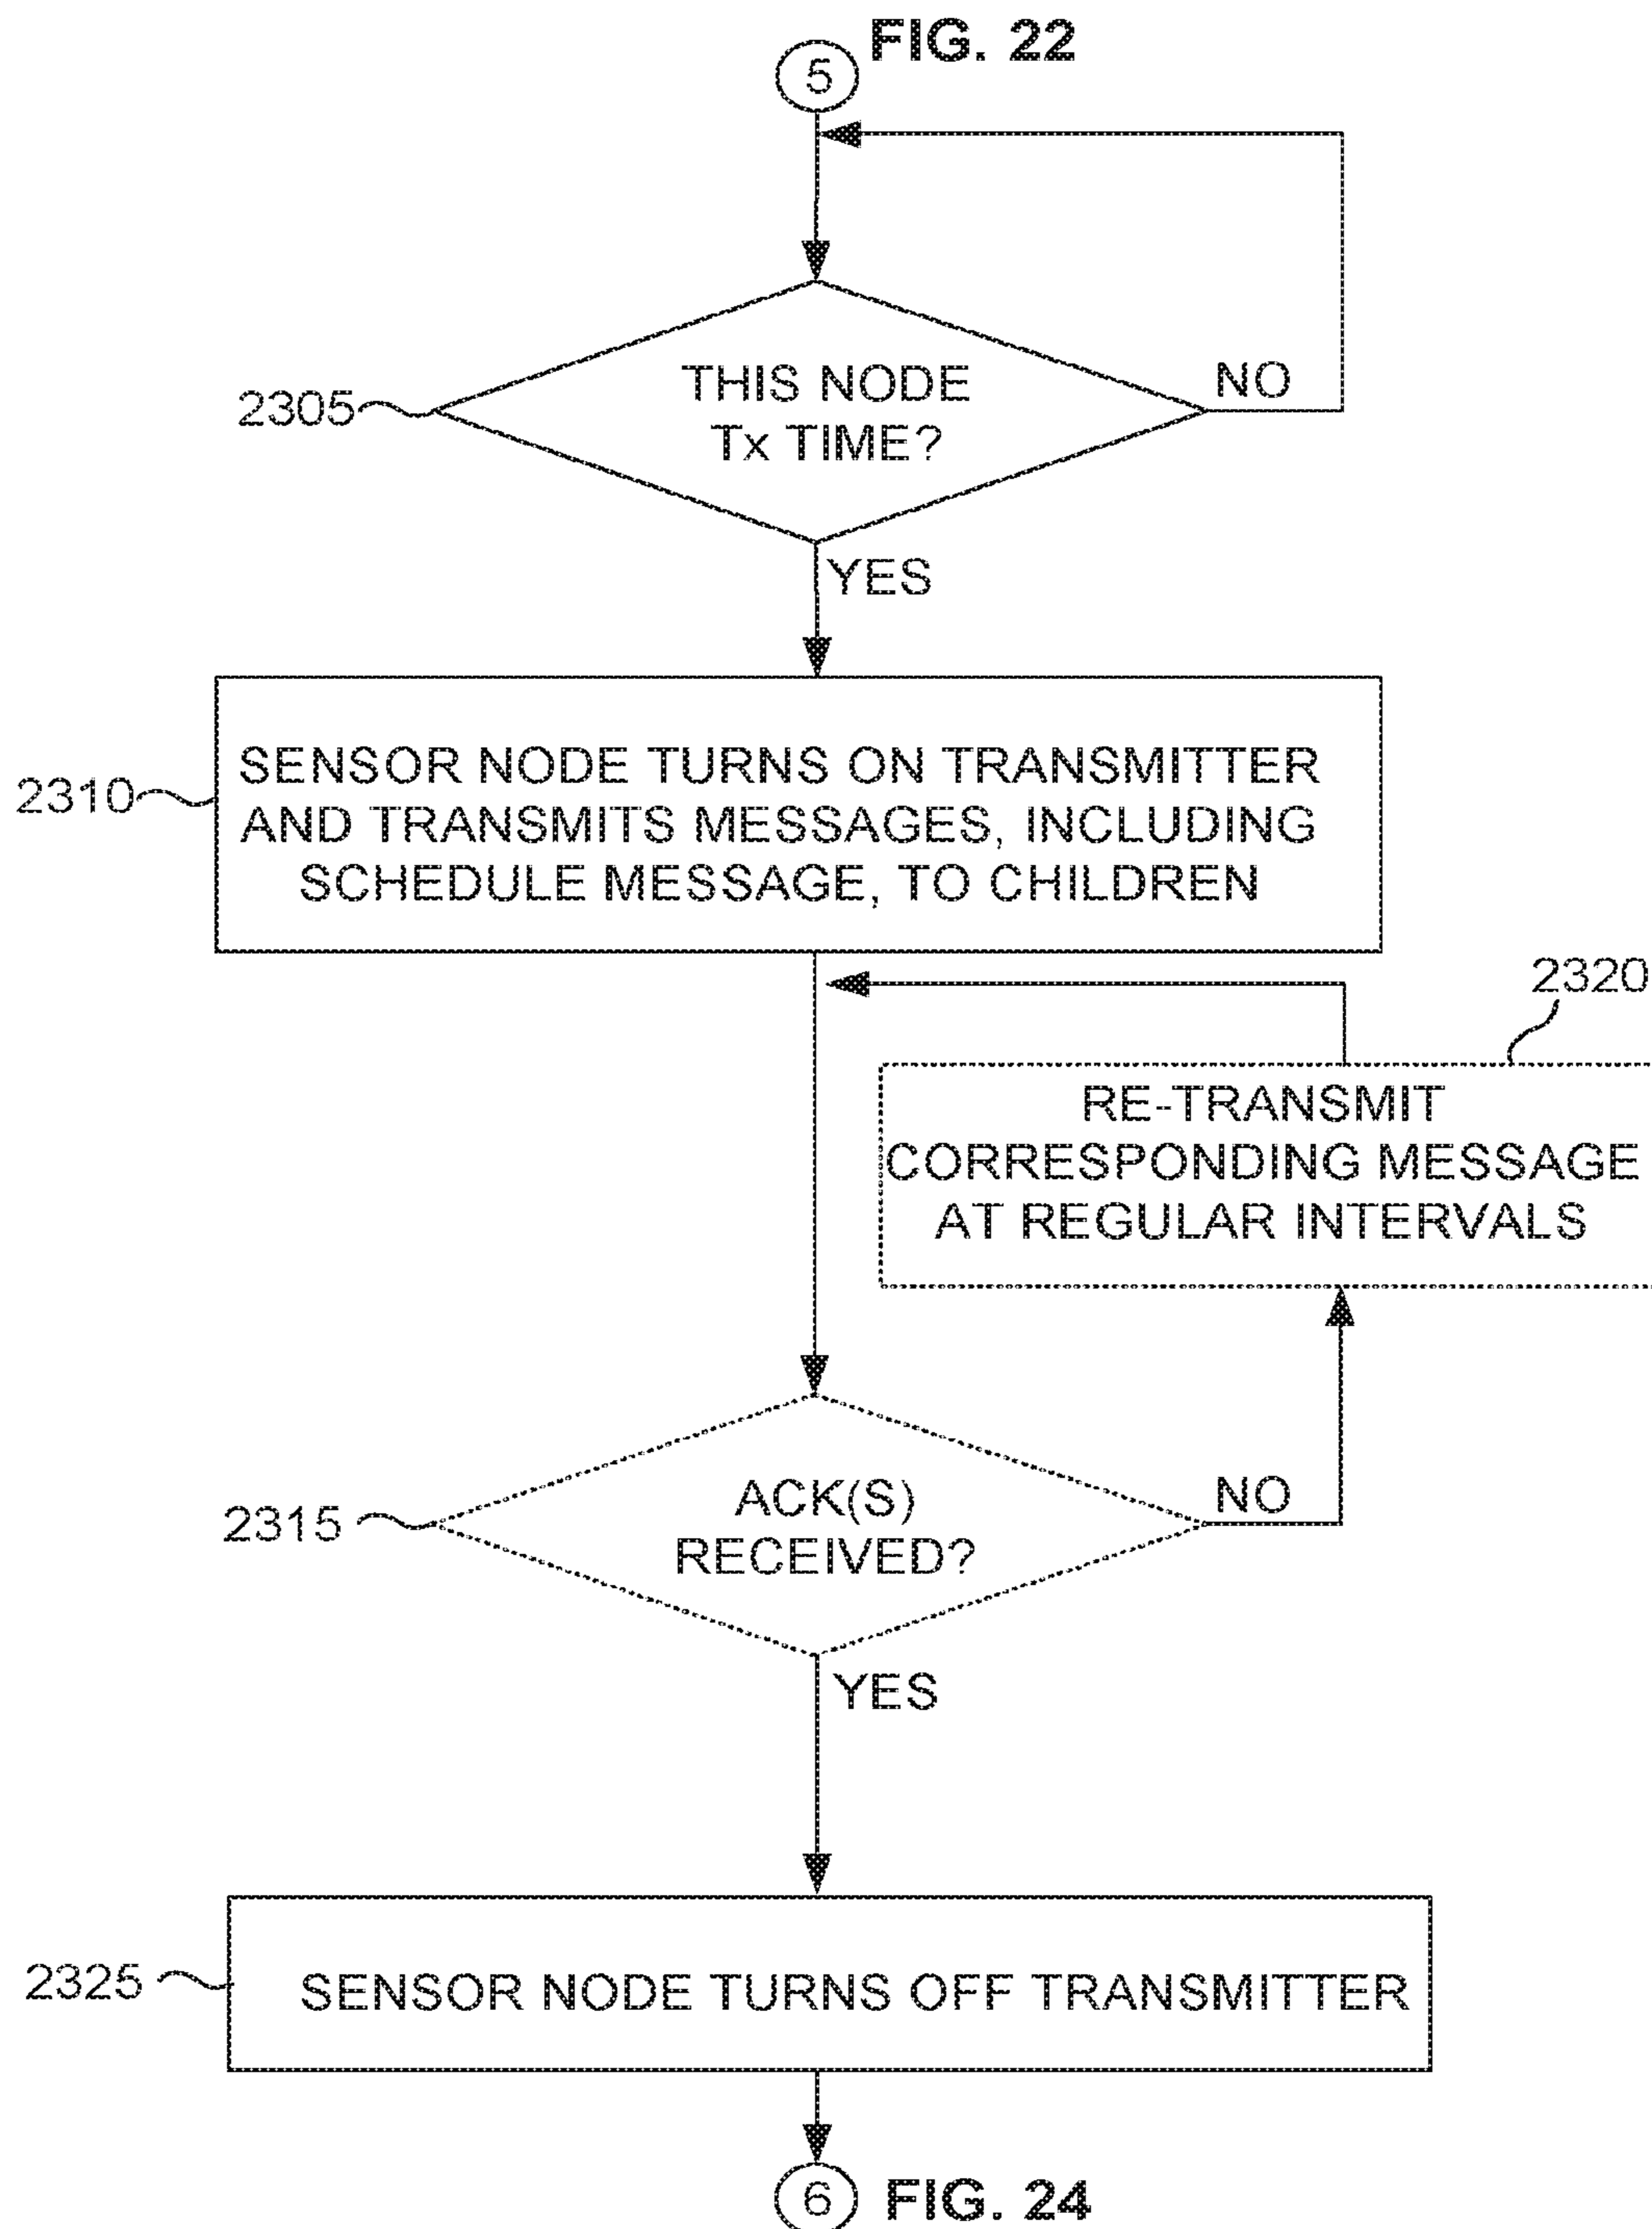 FIG. 22
5
THIS NODE
Tx TIME?
NO
2305
YES
SENSOR NODE TURNS ON TRANSMITTER
AND TRANSMITS MESSAGES, INCLUDING
SCHEDULE MESSAGE, TO CHILDREN
2310
2320
RE-TRANSMIT
CORRESPONDING MESSAGE
AT REGULAR INTERVALS
ACK(S)
RECEIVED?
NO
2315
YES
2325
SENSOR NODE TURNS OFF TRANSMITTER
6
FIG. 24